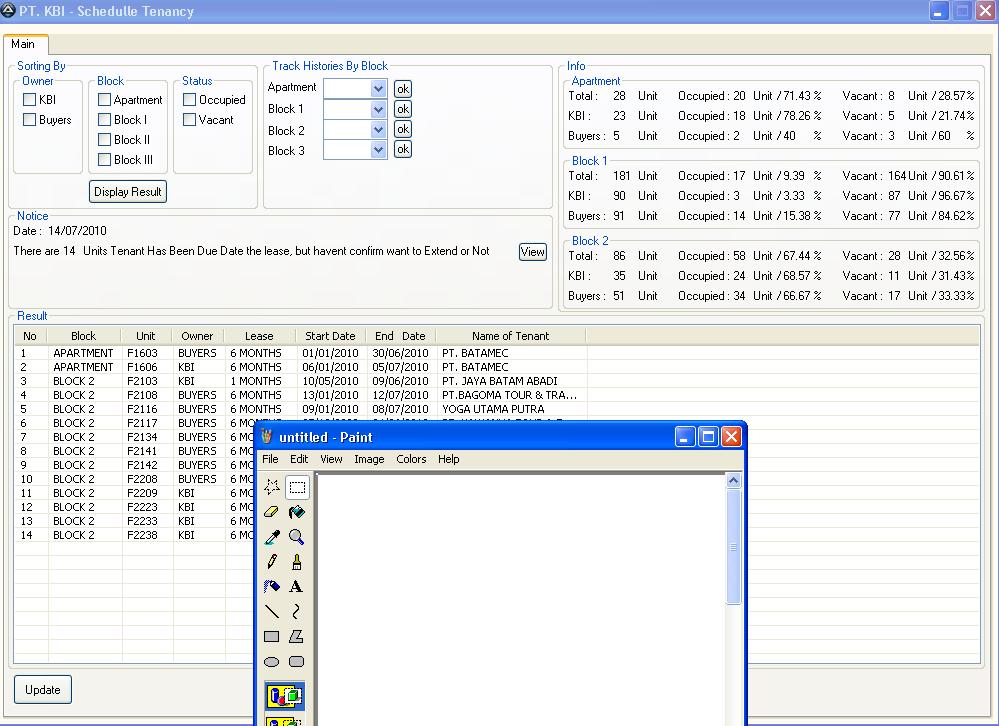 PT. KBI - Schedulle Tenancy
Main
Sorting By
Owner
KBI
Buyers
Block
Apartment
Block I
Block II
Block III
Status
Occupied
Vacant
Display Result
Track Histories By Block
Apartment ok
Block 1 ok
Block 2 ok
Block 3 ok
Info
Apartment
Total : 28 Unit Occupied : 20 Unit / 71.43 % Vacant : 8 Unit / 28.57%
KBI : 23 Unit Occupied : 18 Unit / 78.26 % Vacant : 5 Unit / 21.74%
Buyers : 5 Unit Occupied : 2 Unit / 40 % Vacant : 3 Unit / 60 %
Block 1
Total : 181 Unit Occupied : 17 Unit / 9.39 % Vacant : 164 Unit / 90.61%
KBI : 90 Unit Occupied : 3 Unit / 3.33 % Vacant : 87 Unit / 96.67%
Buyers : 91 Unit Occupied : 14 Unit / 15.38 % Vacant : 77 Unit / 84.62%
Block 2
Total : 86 Unit Occupied : 58 Unit / 67.44 % Vacant : 28 Unit / 32.56%
KBI : 35 Unit Occupied : 24 Unit / 68.57 % Vacant : 11 Unit / 31.43%
Buyers : 51 Unit Occupied : 34 Unit / 66.67 % Vacant : 17 Unit / 33.33%
Notice
Date : 14/07/2010
There are 14 Units Tenant Has Been Due Date the lease, but havent confirm want to Extend or Not View
Result
No Block Unit Owner Lease Start Date End Date Name of Tenant
1 APARTMENT F1603 BUYERS 6 MONTHS 01/01/2010 30/06/2010 PT. BATAMEC
2 APARTMENT F1606 KBI 6 MONTHS 06/01/2010 05/07/2010 PT. BATAMEC
3 BLOCK 2 F2103 KBI 1 MONTHS 10/05/2010 09/06/2010 PT. JAYA BATAM ABADI
4 BLOCK 2 F2108 BUYERS 6 MONTHS 13/01/2010 12/07/2010 PT.BAGOMA TOUR & TRA...
5 BLOCK 2 F2116 BUYERS 6 MONTHS 09/01/2010 08/07/2010 YOGA UTAMA PUTRA
6 BLOCK 2 F2117 BUYERS 6 MO
7 BLOCK 2 F2134 BUYERS 6 MO
8 BLOCK 2 F2141 BUYERS 6 MO
9 BLOCK 2 F2142 BUYERS 6 MO
10 BLOCK 2 F2208 BUYERS 6 MO
11 BLOCK 2 F2209 KBI 6 MO
12 BLOCK 2 F2223 KBI 6 MO
13 BLOCK 2 F2233 KBI 6 MO
14 BLOCK 2 F2238 KBI 6 MO
untitled - Paint
File Edit View Image Colors Help
A
Update